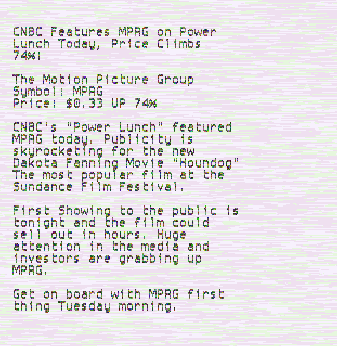 CNBC Features MPRG on Power
Lunch Today, Price Climbs
74%!
The Motion Picture Group
Symbol: MPRG
Price: $0.33 UP 74%
CNBC's "Power Lunch" featured
MPRG today. Publicity is
skyrocketing for the new
Dakota Fanning Movie "Houndog"
The most popular film at the
Sundance Film Festival.
First Showing to the public is
tonight and the film could
sell out in hours. Huge
attention in the media and
investors are grabbing up
MPRG.
Get on board with MPRG first
thing Tuesday morning.